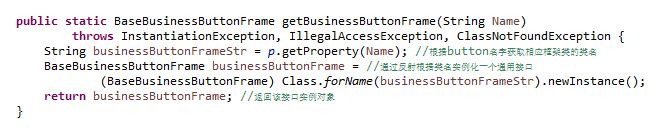 public static BaseBusinessButtonFrame getBusinessButtonFrame(String Name)
throws InstantiationException, IllegalAccessException, ClassNotFoundException {
String businessButtonFrameStr = p.getProperty(Name); //根据button名字获取相应框架类的类名
BaseBusinessButtonFrame businessButtonFrame = //通过反射根据类名实例化一个通用接口
(BaseBusinessButtonFrame) Class.forName(businessButtonFrameStr).newInstance();
return businessButtonFrame; //返回该接口实例对象
}